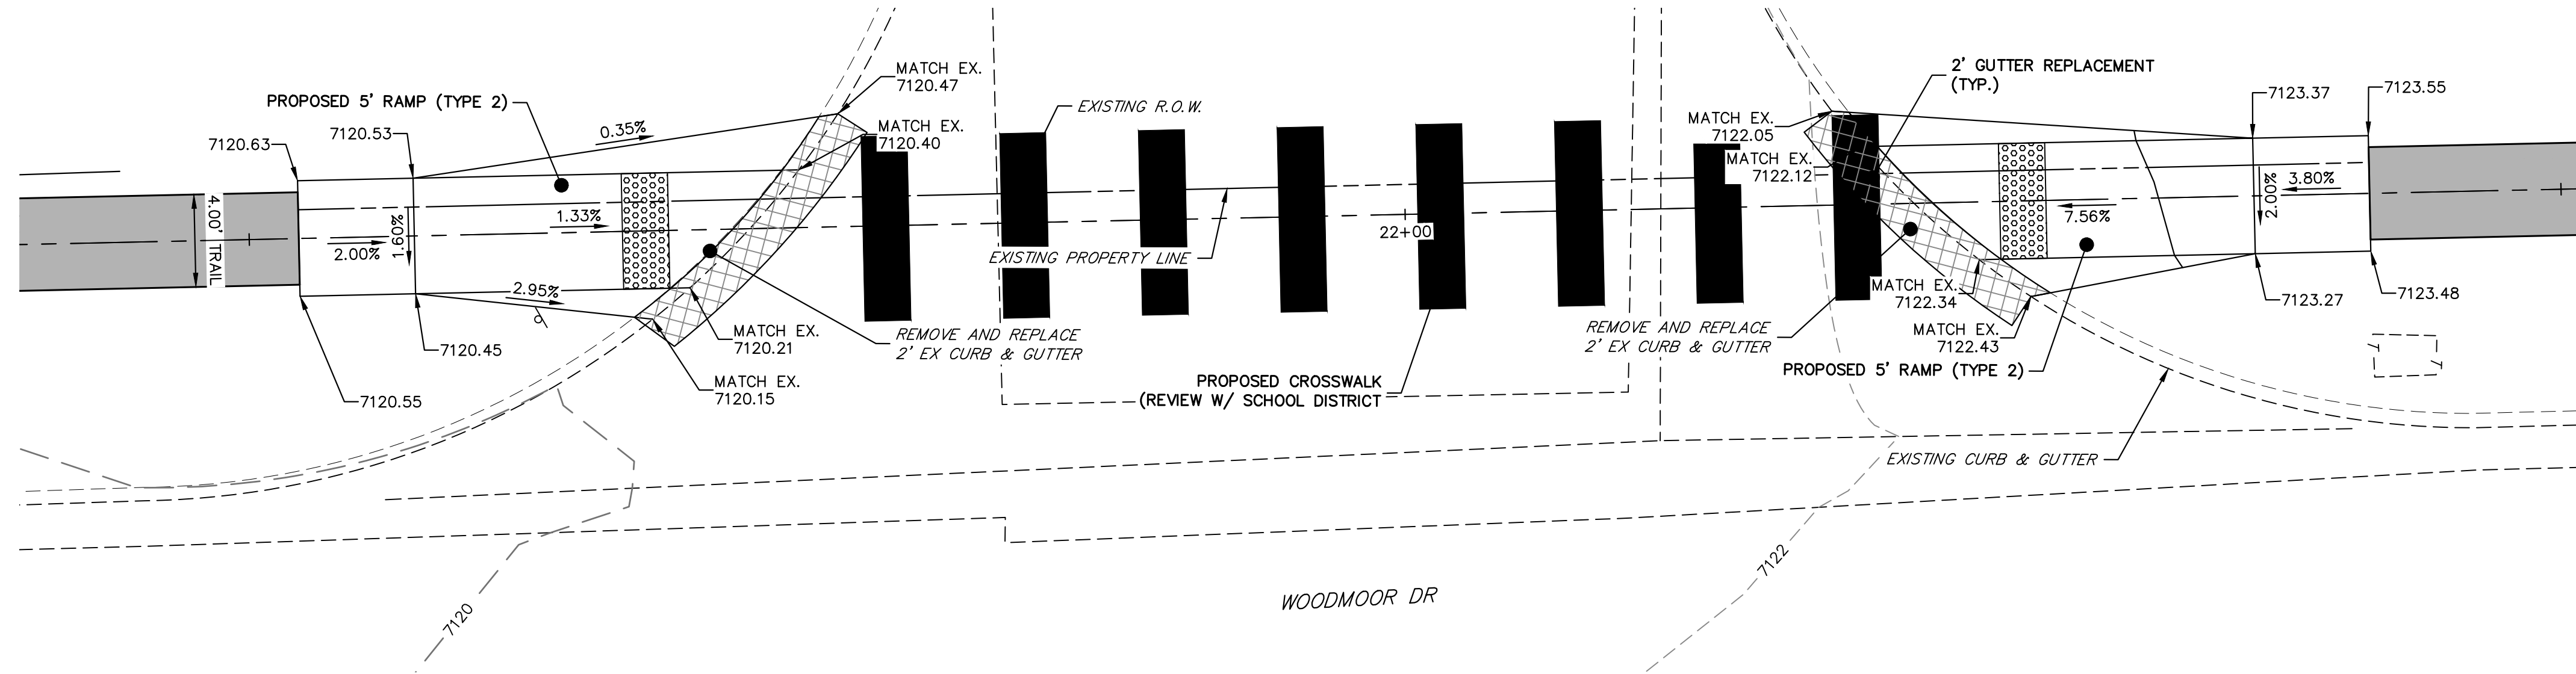 PROPOSED 5' RAMP (TYPE 2)
7120.63
7120.53
0.35%
MATCH EX.
7120.47
MATCH EX.
7120.40
EXISTING R.O.W.
4.00' TRAIL
2.00%
1.60%
1.33%
2.95%
7120.55
7120.45
MATCH EX.
7120.21
MATCH EX.
7120.15
REMOVE AND REPLACE
2' EX CURB & GUTTER
EXISTING PROPERTY LINE
22+00
PROPOSED CROSSWALK
(REVIEW W/ SCHOOL DISTRICT
MATCH EX.
7122.05
MATCH EX.
7122.12
2' GUTTER REPLACEMENT
(TYP.)
7123.37
7123.55
2.00%
3.80%
7.56%
MATCH EX.
7122.34
MATCH EX.
7122.43
REMOVE AND REPLACE
2' EX CURB & GUTTER
PROPOSED 5' RAMP (TYPE 2)
7123.27
7123.48
EXISTING CURB & GUTTER
7120
7122
WOODMOOR DR